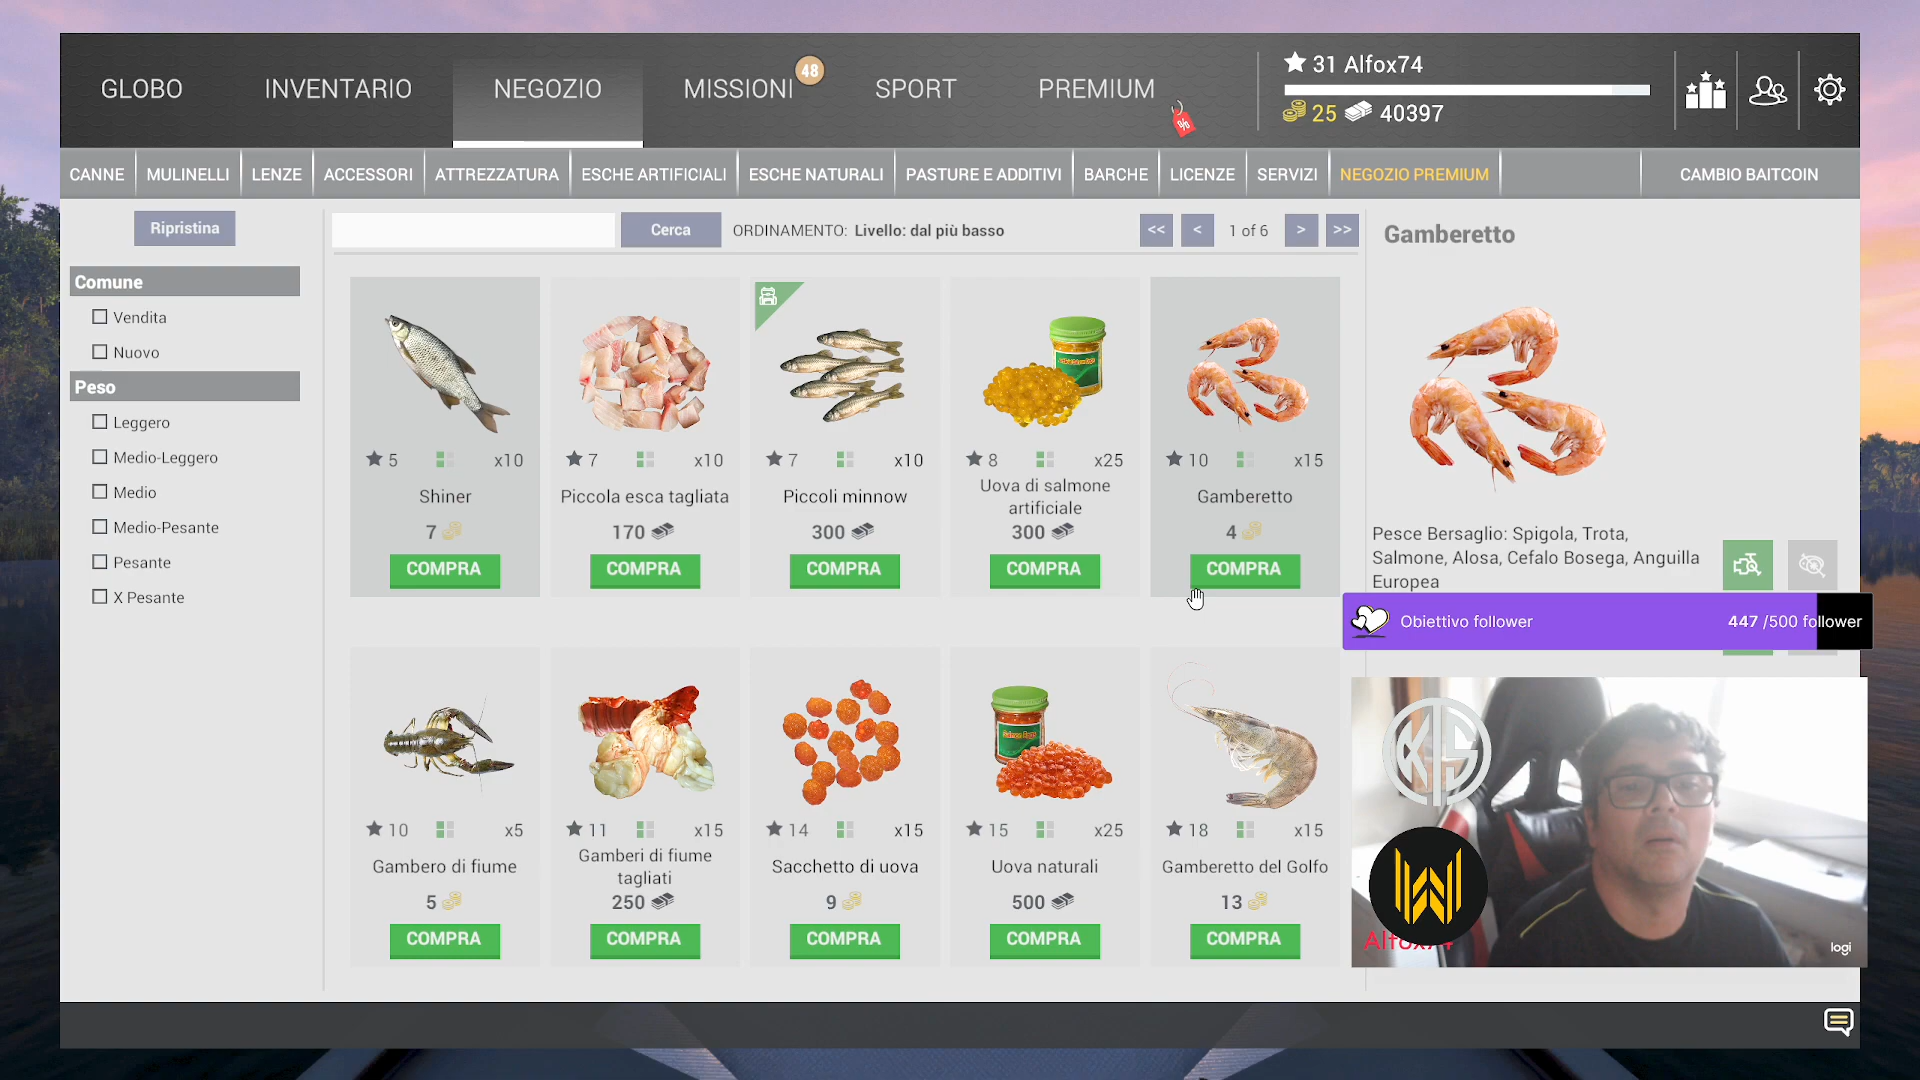 GLOBO
INVENTARIO
NEGOZIO
MISSIONI
48
SPORT
PREMIUM
%
31 Alfox74
25
40397
CANNE
MULINELLI
LENZE
ACCESSORI
ATTREZZATURA
ESCHE ARTIFICIALI
ESCHE NATURALI
PASTURE E ADDITIVI
BARCHE
LICENZE
SERVIZI
NEGOZIO PREMIUM
CAMBIO BAITCOIN
Ripristina
Comune
Vendita
Nuovo
Peso
Leggero
Medio-Leggero
Medio
Medio-Pesante
Pesante
X Pesante
Cerca
ORDINAMENTO: Livello: dal più basso
<<
<
1 of 6
>
>>
5
x10
Shiner
7
COMPRA
7
x10
Piccola esca tagliata
170
COMPRA
7
x10
Piccoli minnow
300
COMPRA
8
x25
Uova di salmone
artificiale
300
COMPRA
10
x15
Gamberetto
4
COMPRA
10
x5
Gambero di fiume
5
COMPRA
11
x15
Gamberi di fiume
tagliati
250
COMPRA
14
x15
Sacchetto di uova
9
COMPRA
15
x25
Uova naturali
500
COMPRA
18
x15
Gamberetto del Golfo
13
COMPRA
Gamberetto
Pesce Bersaglio: Spigola, Trota,
Salmone, Alosa, Cefalo Bosega, Anguilla
Europea
Obiettivo follower
447 /500 follower
logi